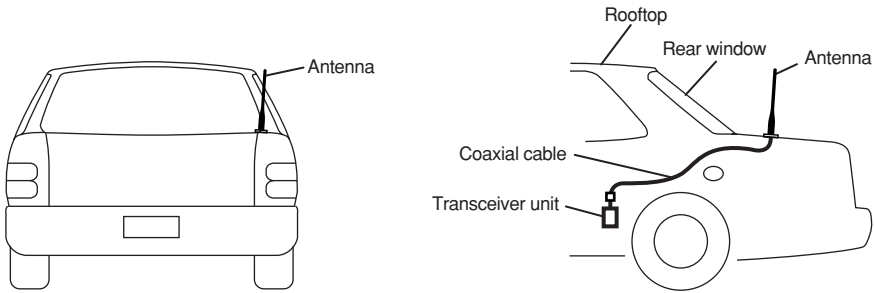 Antenna
Rooftop
Rear window
Antenna
Coaxial cable
Transceiver unit